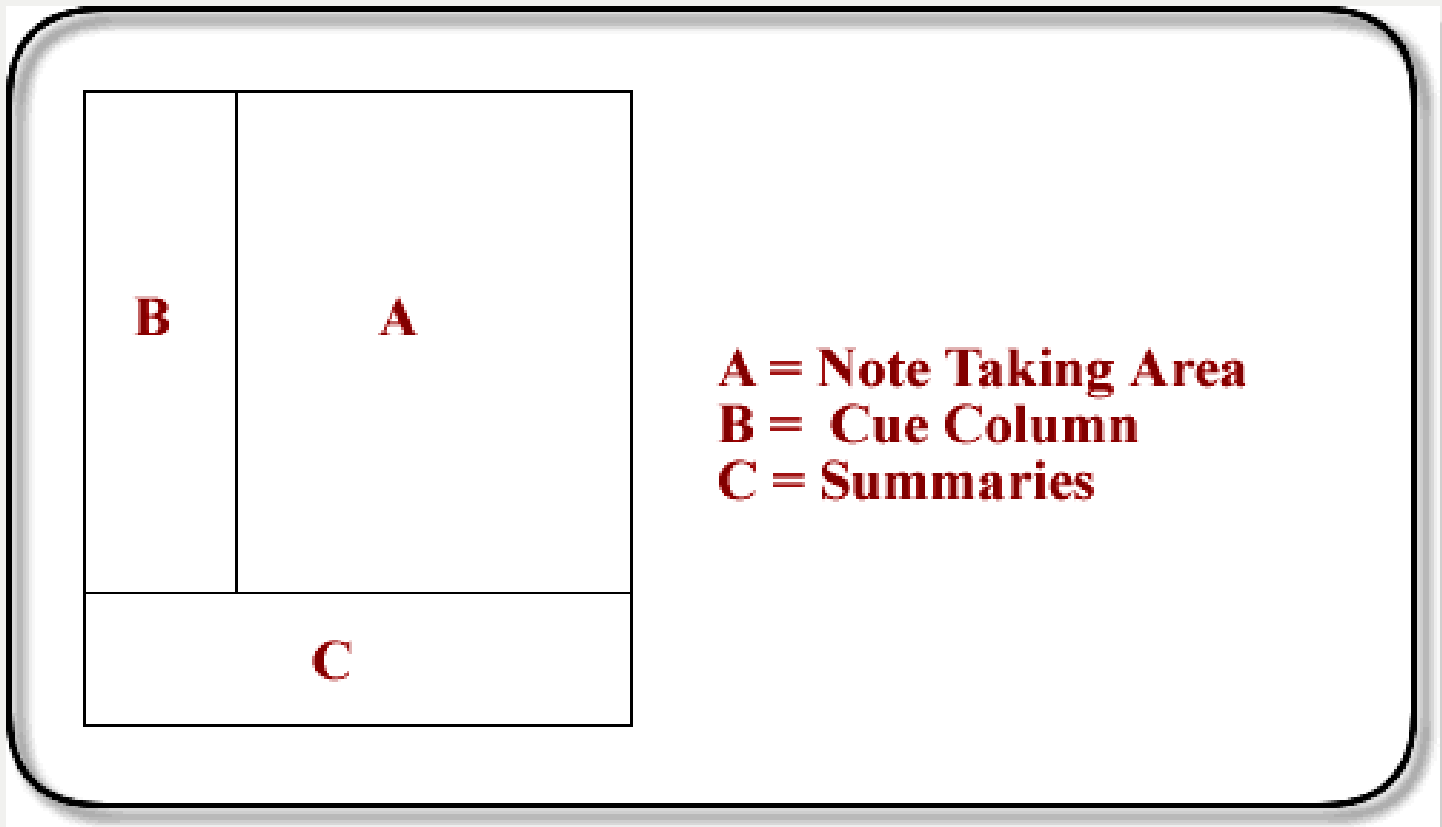 B
A
C
A = Note Taking Area
B = Cue Column
C = Summaries